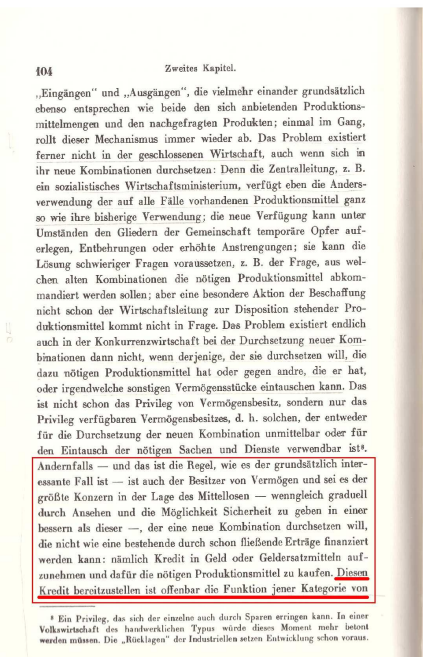 104
Zweites Kapitel.
„Eingängen“ und „Ausgängen“, die vielmehr einander grundsätzlich
ebenso entsprechen wie beide den sich anbietenden Produktions-
mittelmengen und den nachgefragten Produkten; einmal im Gang,
rollt dieser Mechanismus immer wieder ab. Das Problem existiert
ferner nicht in der geschlossenen Wirtschaft, auch wenn sich in
ihr neue Kombinationen durchsetzen: Denn die Zentralleitung, z. B.
ein sozialistisches Wirtschaftsministerium, verfügt eben die Anders-
verwendung der auf alle Fälle vorhandenen Produktionsmittel ganz
so wie ihre bisherige Verwendung; die neue Verfügung kann unter
Umständen den Gliedern der Gemeinschaft temporäre Opfer auf-
erlegen, Entbehrungen oder erhöhte Anstrengungen; sie kann die
Lösung schwieriger Fragen voraussetzen, z. B. der Frage, aus wel-
chen alten Kombinationen die nötigen Produktionsmittel abkom-
mandiert werden sollen; aber eine besondere Aktion der Beschaffung
nicht schon der Wirtschaftsleitung zur Disposition stehender Pro-
duktionsmittel kommt nicht in Frage. Das Problem existiert endlich
auch in der Konkurrenzwirtschaft bei der Durchsetzung neuer Kom-
binationen dann nicht, wenn derjenige, der sie durchsetzen will, die
dazu nötigen Produktionsmittel hat oder gegen andre, die er hat,
oder irgendwelche sonstigen Vermögensstücke eintauschen kann. Das
ist nicht schon das Privileg von Vermögensbesitz, sondern nur das
Privileg verfügbaren Vermögensbesitzes, d. h. solchen, der entweder
für die Durchsetzung der neuen Kombination unmittelbar oder für
den Eintausch der nötigen Sachen und Dienste verwendbar ist⁸.
Andernfalls — und das ist die Regel, wie es der grundsätzlich inter-
essante Fall ist — ist auch der Besitzer von Vermögen und sei es der
größte Konzern in der Lage des Mittellosen — wenngleich graduell
durch Ansehen und die Möglichkeit Sicherheit zu geben in einer
bessern als dieser —, der eine neue Kombination durchsetzen will,
die nicht wie eine bestehende durch schon fließende Erträge finanziert
werden kann: nämlich Kredit in Geld oder Geldersatzmitteln auf-
zunehmen und dafür die nötigen Produktionsmittel zu kaufen. Diesen
Kredit bereitzustellen ist offenbar die Funktion jener Kategorie von
⁸ Ein Privileg, das sich der einzelne auch durch Sparen erringen kann. In einer
Volkswirtschaft des handwerklichen Typus würde dieses Moment mehr betont
werden müssen. Die „Rücklagen“ der Industriellen setzen Entwicklung schon voraus.